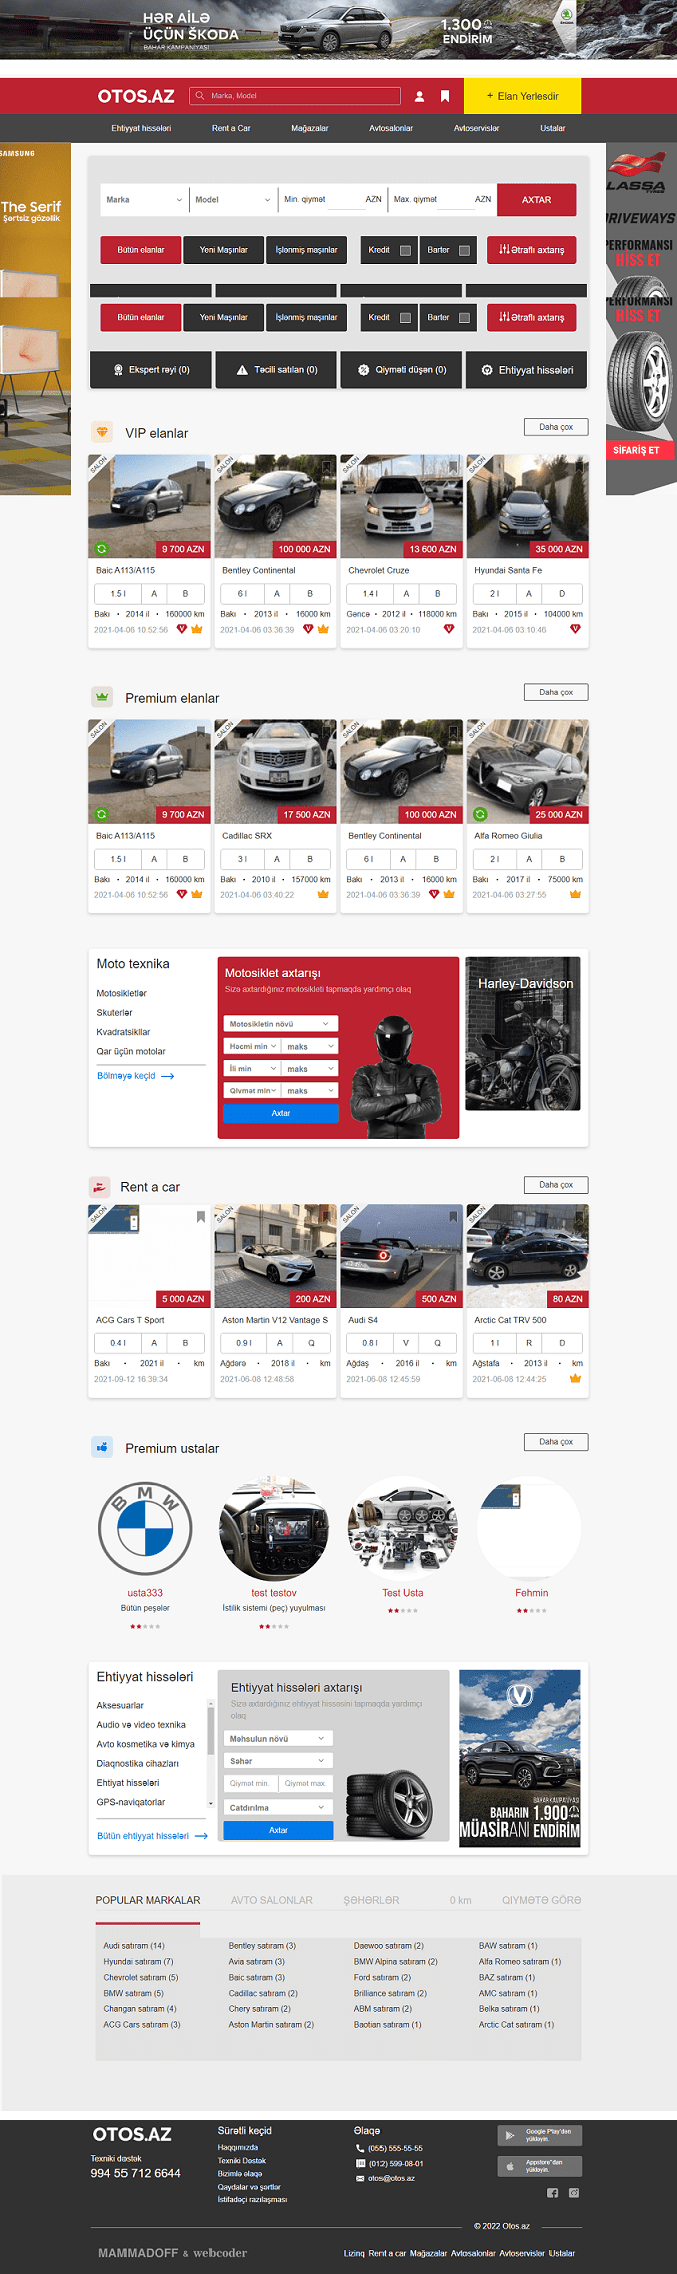 HƏR AİLƏ
ÜÇÜN ŠKODA
BAHAR KAMPANİYASI
1.300
ENDİRİM
OTOS.AZ
Marka, Model
+ Elan Yerlesdir
Ehtiyyat hissələri Rent a Car Mağazalar Avtosalonlar Avtoservislər Ustalar
SAMSUNG
The Serif
Şərtsiz gözəllik
LASSA
TYRES
DRIVEWAYS
PERFORMANSI
HİSS ET
PERFORMANSI
HİSS ET
SİFARİŞ ET
Marka Model Min. qiymət AZN Max. qiymət AZN AXTAR
Bütün elanlar Yeni Maşınlar İşlənmiş maşınlar Kredit Barter Ətraflı axtarış
Bütün elanlar Yeni Maşınlar İşlənmiş maşınlar Kredit Barter Ətraflı axtarış
Ekspert rəyi (0) Təcili satılan (0) Qiyməti düşən (0) Ehtiyyat hissələri
VIP elanlar Daha çox
SALON SALON SALON SALON
9 700 AZN 100 000 AZN 13 600 AZN 35 000 AZN
Baic A113/A115 Bentley Continental Chevrolet Cruze Hyundai Santa Fe
1.5 l A B 6 l A B 1.4 l A B 2 l A D
Bakı • 2014 il • 160000 km Bakı • 2013 il • 16000 km Gəncə • 2012 il • 118000 km Bakı • 2015 il • 104000 km
2021-04-06 10:52:56 2021-04-06 03:36:39 2021-04-06 03:20:10 2021-04-06 03:10:46
Premium elanlar Daha çox
SALON SALON SALON SALON
9 700 AZN 17 500 AZN 100 000 AZN 25 000 AZN
Baic A113/A115 Cadillac SRX Bentley Continental Alfa Romeo Giulia
1.5 l A B 3 l A B 6 l A B 2 l A B
Bakı • 2014 il • 160000 km Bakı • 2010 il • 157000 km Bakı • 2013 il • 16000 km Bakı • 2017 il • 75000 km
2021-04-06 10:52:56 2021-04-06 03:40:22 2021-04-06 03:36:39 2021-04-06 03:27:55
Moto texnika
Motosikletlər
Skuterlər
Kvadratsikllar
Qar üçün motolar
Bölməyə keçid
Motosiklet axtarışı
Sizə axtardığınız motosikleti tapmaqda yardımçı olaq
Motosikletin növü
Həcmi min maks
İli min maks
Qiymət min maks
Axtar
Harley-Davidson
Rent a car Daha çox
SALON SALON SALON SALON
5 000 AZN 200 AZN 500 AZN 80 AZN
ACG Cars T Sport Aston Martin V12 Vantage S Audi S4 Arctic Cat TRV 500
0.4 l A B 0.9 l A Q 0.8 l V Q 1 l R D
Bakı • 2021 il • km Ağdərə • 2018 il • km Ağdaş • 2016 il • km Ağstafa • 2013 il • km
2021-09-12 16:39:34 2021-06-08 12:48:58 2021-06-08 12:45:59 2021-06-08 12:44:25
Premium ustalar Daha çox
BMW
usta333 test testov Test Usta Fehmin
Bütün peşələr İstilik sistemi (peç) yuyulması
Ehtiyyat hissələri
Aksesuarlar
Audio və video texnika
Avto kosmetika və kimya
Diaqnostika cihazları
Ehtiyat hissələri
GPS-naviqatorlar
Bütün ehtiyyat hissələri
Ehtiyyat hissələri axtarışı
Sizə axtardığınız ehtiyyat hissəsini tapmaqda yardımçı
olaq
Məhsulun növü
Səhər
Qiymət min. Qiymət max.
Catdırılma
Axtar
BAHAR KAMPANİYASI
BAHARIN 1.900
MÜASİR ANI ENDİRİM
POPULAR MARKALAR AVTO SALONLAR ŞƏHƏRLƏR 0 km QIYMƏTƏ GÖRƏ
Audi satıram (14) Bentley satıram (3) Daewoo satıram (2) BAW satıram (1)
Hyundai satıram (7) Avia satıram (3) BMW Alpina satıram (2) Alfa Romeo satıram (1)
Chevrolet satıram (5) Baic satıram (3) Ford satıram (2) BAZ satıram (1)
BMW satıram (5) Cadillac satıram (2) Brilliance satıram (2) AMC satıram (1)
Changan satıram (4) Chery satıram (2) ABM satıram (2) Belka satıram (1)
ACG Cars satıram (3) Aston Martin satıram (2) Baotian satıram (1) Arctic Cat satıram (1)
OTOS.AZ
Texniki dəstək
994 55 712 6644
Sürətli keçid
Haqqımızda
Texniki Dəstək
Bizimlə əlaqə
Qaydalar və şərtlər
İstifadəçi razılaşması
Əlaqə
(055) 555-55-55
(012) 599-08-01
otos@otos.az
Google Play'dən
yükləyin.
Appstore'dan
yükləyin.
© 2022 Otos.az
MAMMADOFF & webcoder
Lizinq Rent a car Mağazalar Avtosalonlar Avtoservislər Ustalar